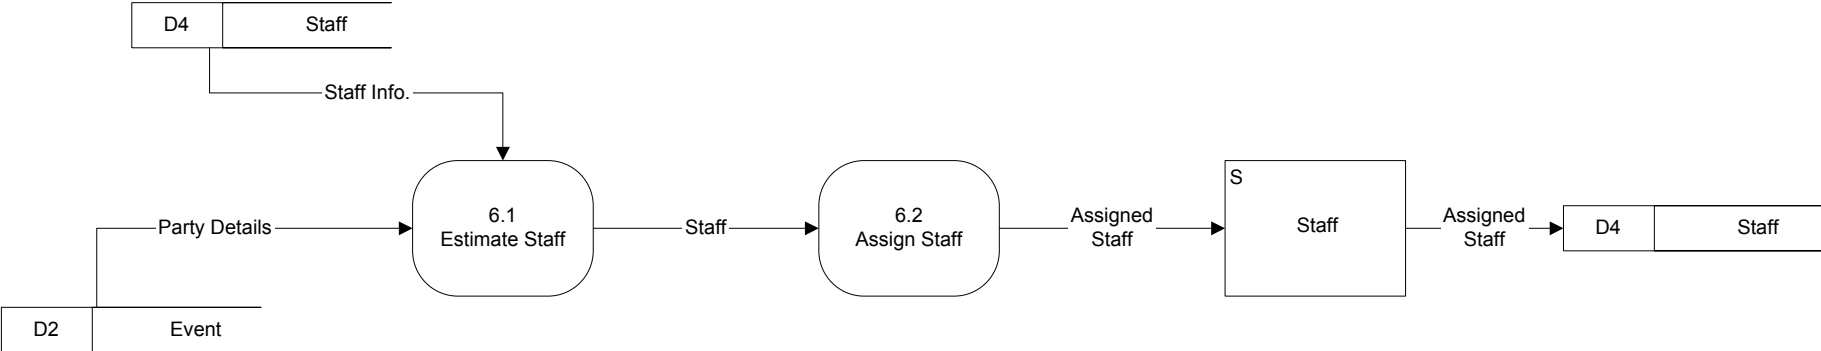 D4
Staff
Staff Info.
6.1
Estimate Staff
Party Details
Staff
6.2
Assign Staff
Assigned
Staff
S
Staff
Assigned
Staff
D4
Staff
D2
Event